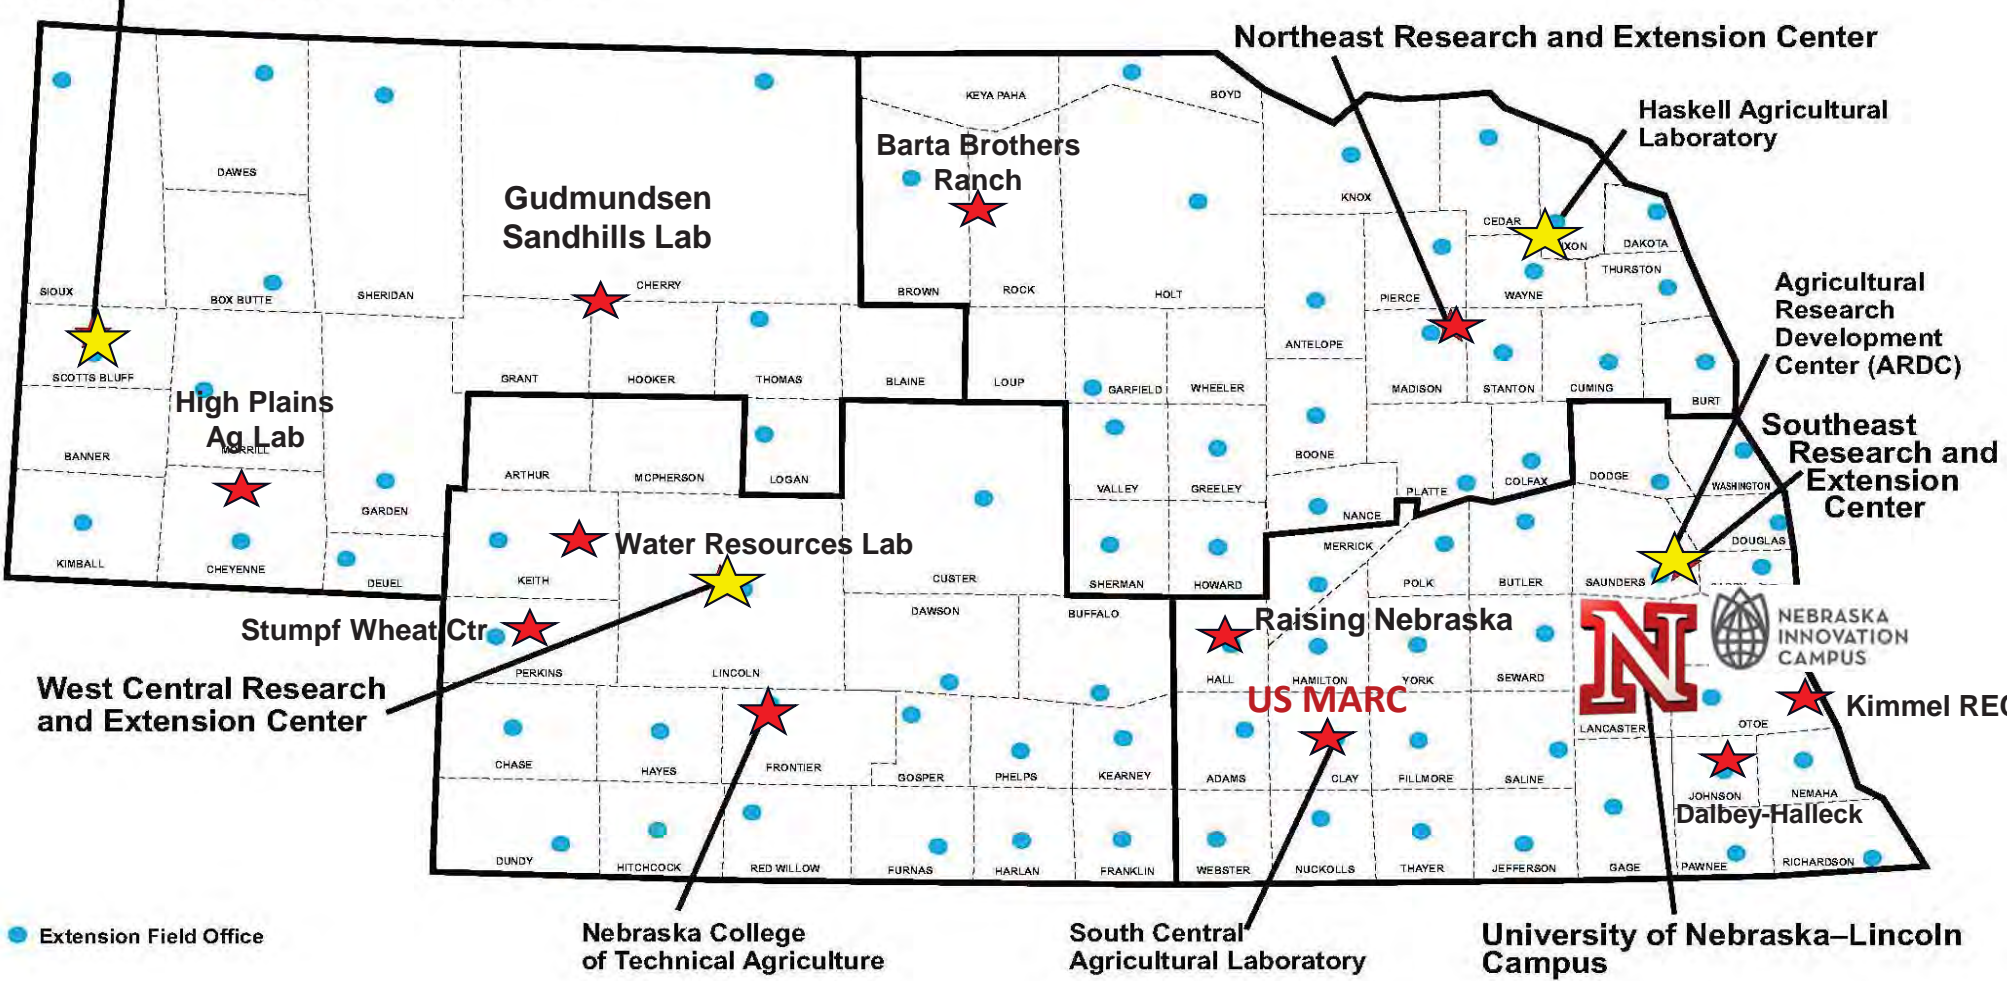 Northeast Research and Extension Center
Haskell Agricultural
Laboratory
KEYA PAHA
BOYD
Barta Brothers
Ranch
DAWES
KNOX
Gudmundsen
Sandhills Lab
CEDAR
IXON
DAKOTA
THURSTON
SIOUX
BOX BUTTE
SHERIDAN
CHERRY
BROWN
ROCK
HOLT
PIERCE
WAYNE
Agricultural
Research
Development
Center (ARDC)
ANTELOPE
SCOTTS BLUFF
GRANT
HOOKER
THOMAS
BLAINE
LOUP
GARFIELD
WHEELER
MADISON
STANTON
CUMING
BURT
High Plains
Ag Lab
MORRILL
BANNER
ARTHUR
MCPHERSON
LOGAN
VALLEY
GREELEY
BOONE
PLATTE
COLFAX
DODGE
WASHINGTON
Southeast
Research and
Extension
Center
GARDEN
NANCE
MERRICK
DOUGLAS
Water Resources Lab
KIMBALL
CHEYENNE
DEUEL
KEITH
CUSTER
SHERMAN
HOWARD
POLK
BUTLER
SAUNDERS
DAWSON
BUFFALO
Stumpf Wheat Ctr
Raising Nebraska
N
NEBRASKA
INNOVATION
CAMPUS
PERKINS
LINCOLN
HALL
HAMILTON
YORK
SEWARD
West Central Research
and Extension Center
US MARC
Kimmel REC
LANCASTER
OTOE
CHASE
HAYES
FRONTIER
GOSPER
PHELPS
KEARNEY
ADAMS
CLAY
FILLMORE
SALINE
JOHNSON
NEMAHA
Dalbey-Halleck
DUNDY
HITCHCOCK
RED WILLOW
FURNAS
HARLAN
FRANKLIN
WEBSTER
NUCKOLLS
THAYER
JEFFERSON
GAGE
PAWNEE
RICHARDSON
Extension Field Office
Nebraska College
of Technical Agriculture
South Central
Agricultural Laboratory
University of Nebraska–Lincoln
Campus